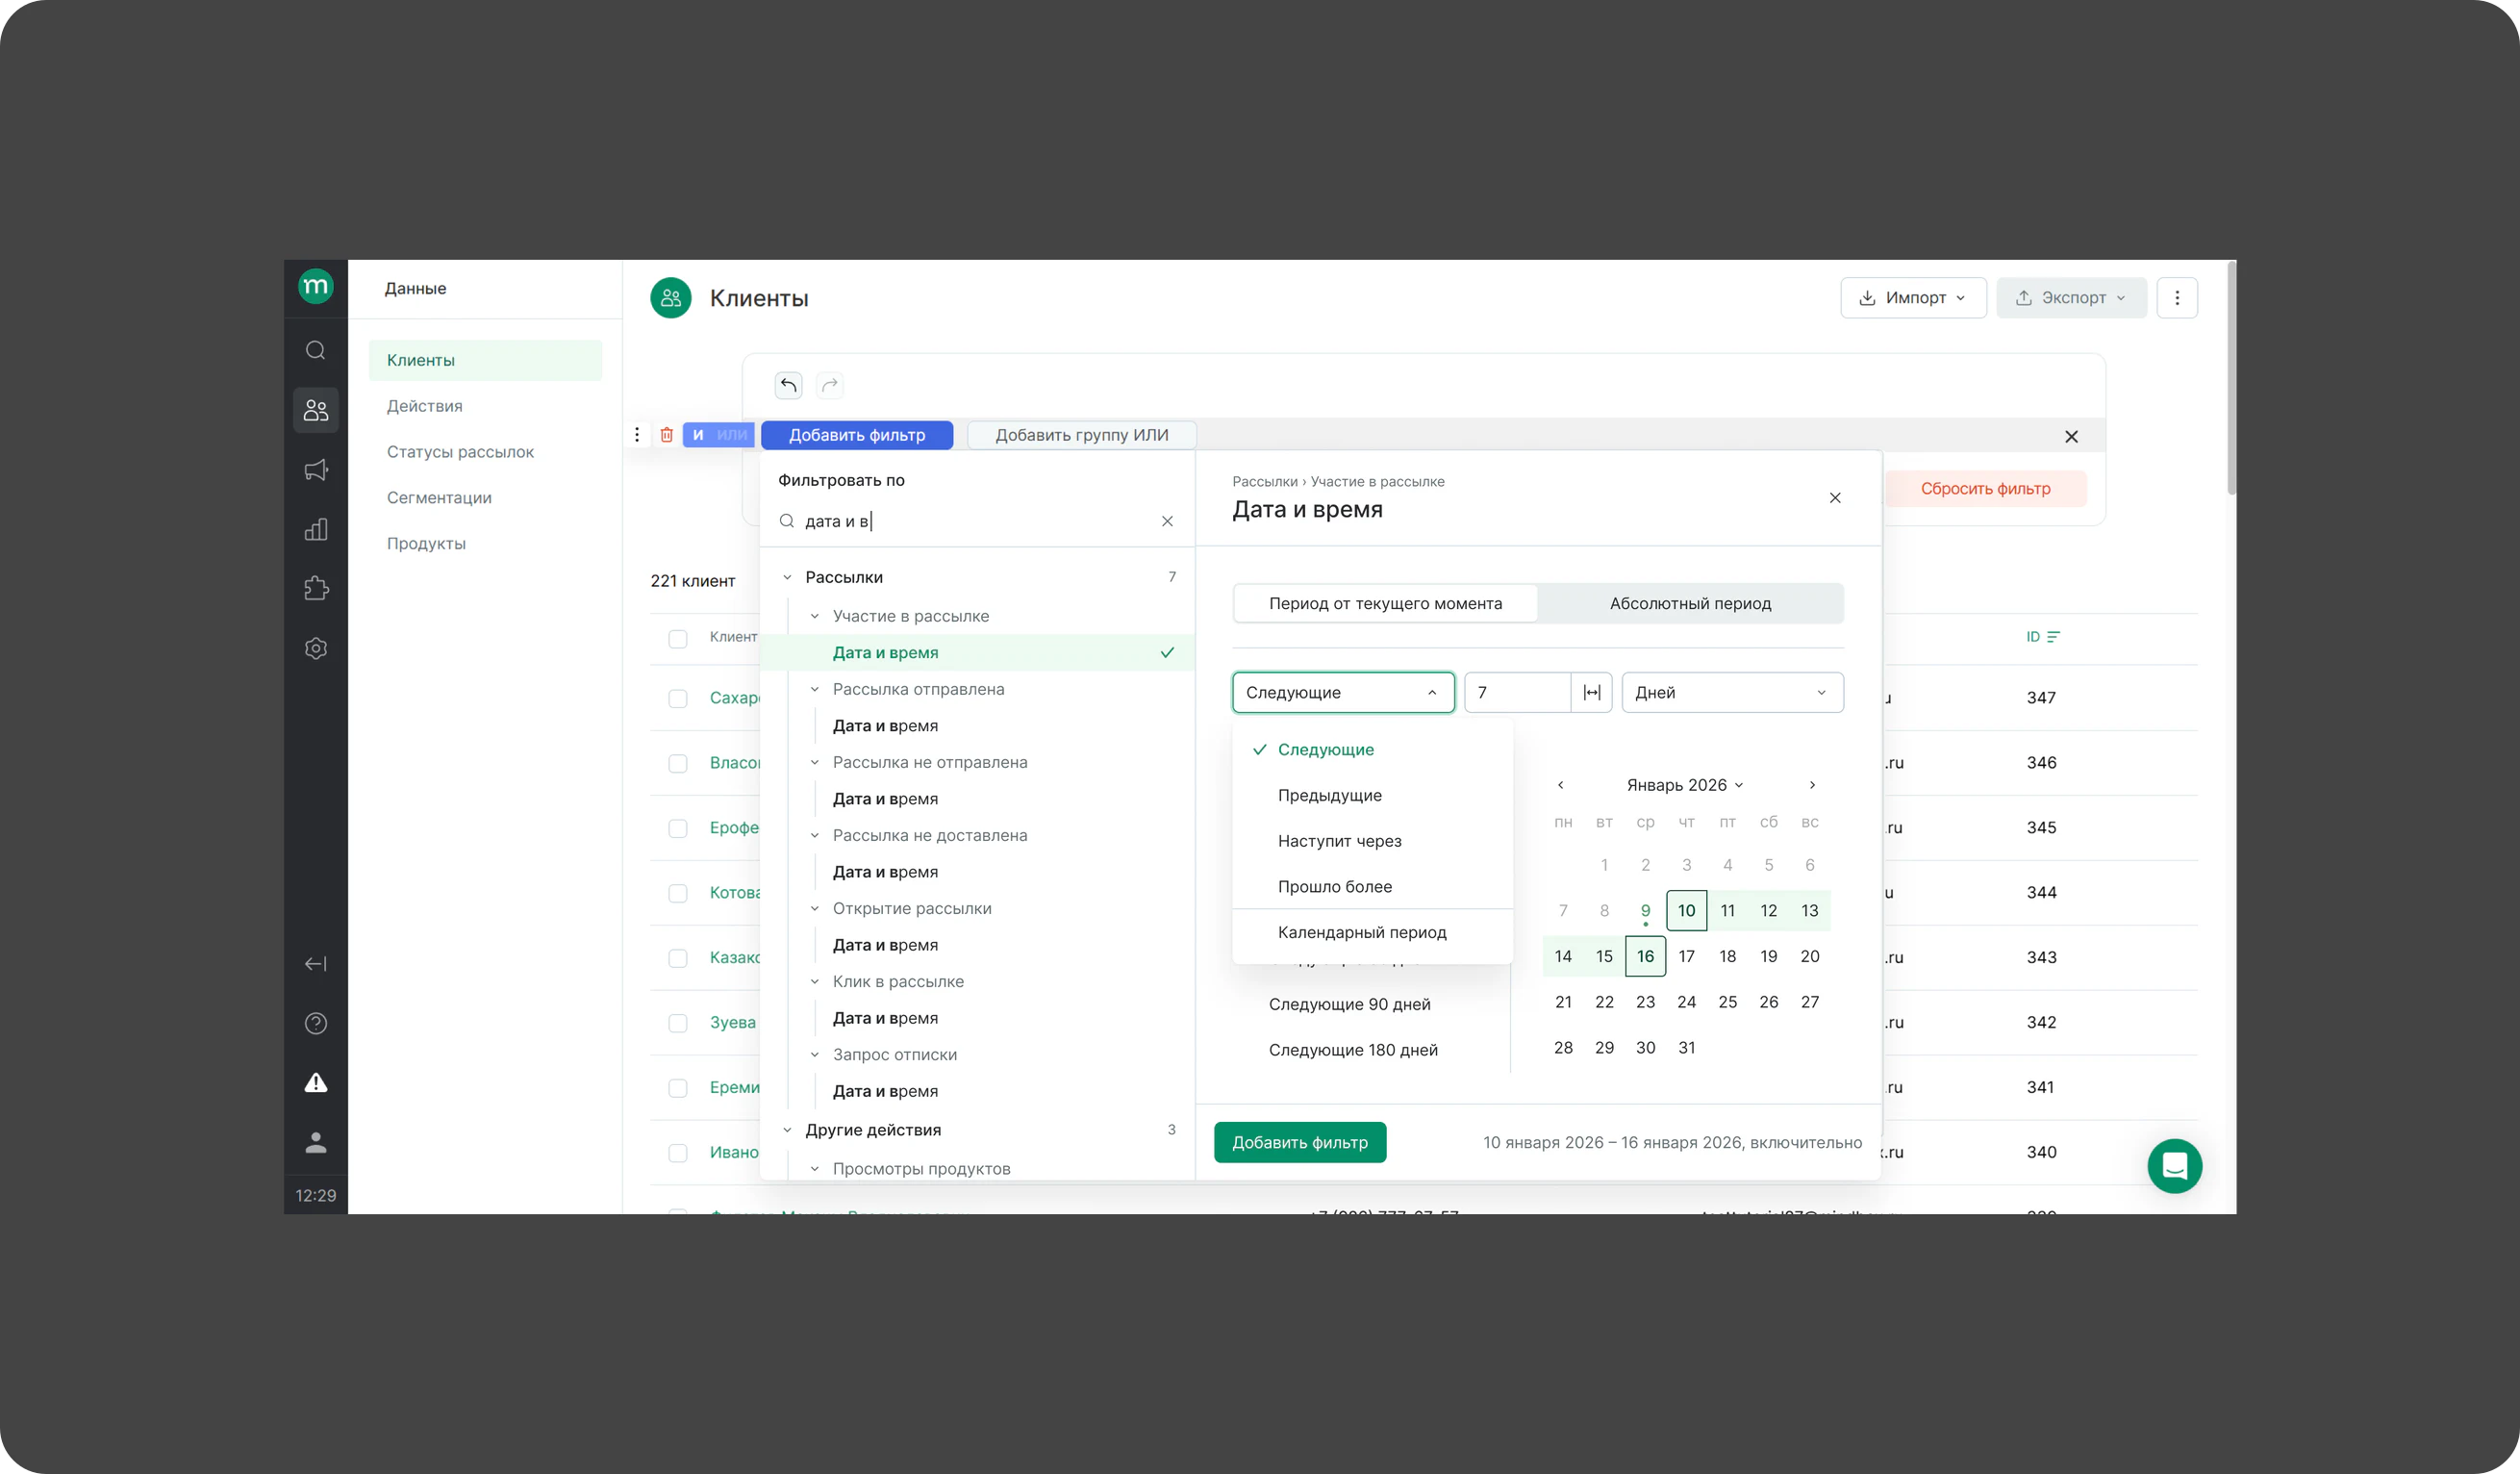 m
Данные
Клиенты
Действия
Статусы рассылок
Сегментации
Продукты
12:29
Клиенты
Импорт
Экспорт
И ИЛИ
Добавить фильтр
Добавить группу ИЛИ
Сбросить фильтр
221 клиент
Клиент
ID
347
346
345
344
343
342
341
340
.ru
.ru
.ru
.ru
.ru
Зуева
Фильтровать по
дата и в
Рассылки 7
Участие в рассылке
Дата и время
Рассылка отправлена
Дата и время
Рассылка не отправлена
Дата и время
Рассылка не доставлена
Дата и время
Открытие рассылки
Дата и время
Клик в рассылке
Дата и время
Запрос отписки
Дата и время
Другие действия 3
Просмотры продуктов
Рассылки › Участие в рассылке
Дата и время
Период от текущего момента
Абсолютный период
Следующие
7
Дней
Следующие
Предыдущие
Наступит через
Прошло более
Календарный период
Следующие 90 дней
Следующие 180 дней
Январь 2026
пн вт ср чт пт сб вс
1 2 3 4 5 6
7 8 9 10 11 12 13
14 15 16 17 18 19 20
21 22 23 24 25 26 27
28 29 30 31
Добавить фильтр
10 января 2026 – 16 января 2026, включительно